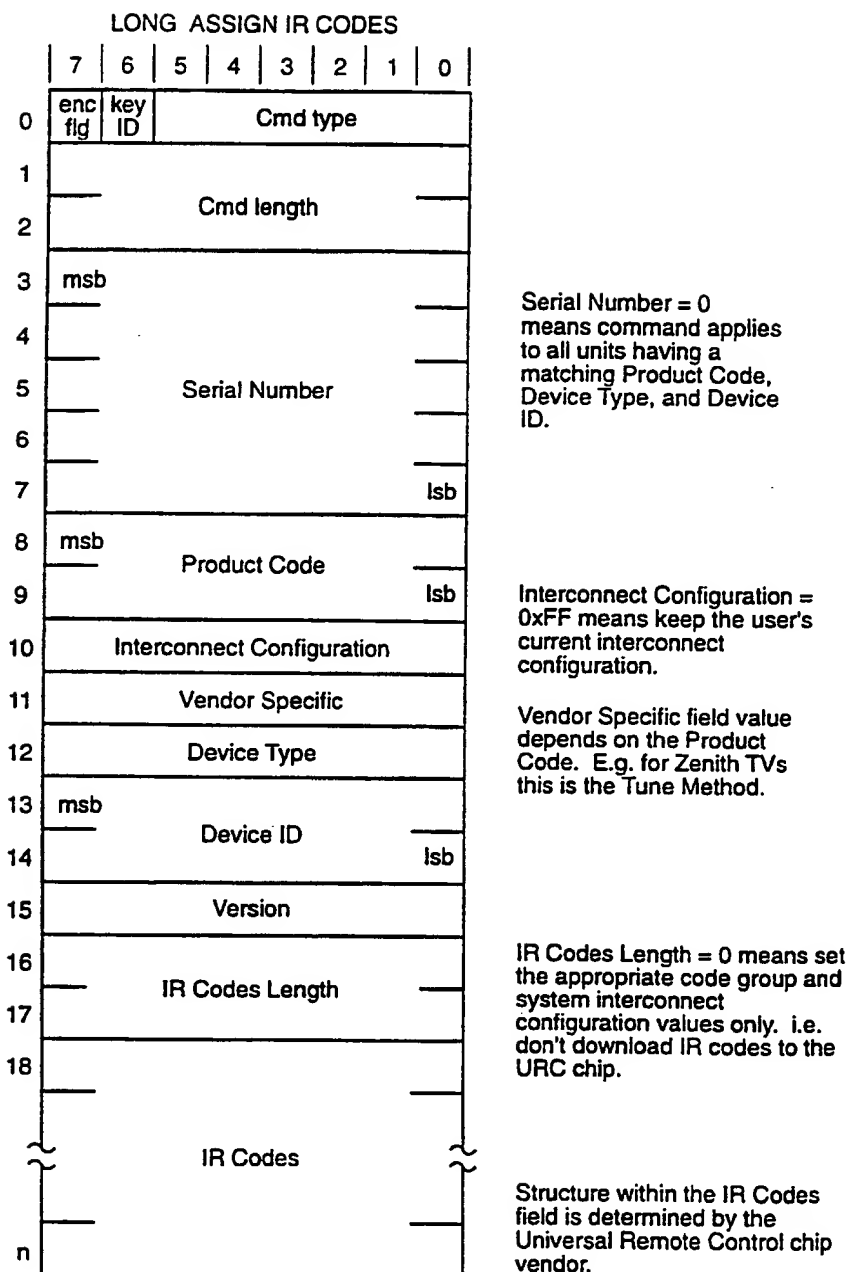 LONG ASSIGN IR CODES
7 6 5 4 3 2 1 0
0 enc flg key ID Cmd type
1
Cmd length
2
3 msb
4
5 Serial Number
6
7 lsb
Serial Number = 0
means command applies
to all units having a
matching Product Code,
Device Type, and Device
ID.
8 msb
Product Code
9 lsb
10 Interconnect Configuration
11 Vendor Specific
12 Device Type
Interconnect Configuration =
0xFF means keep the user's
current interconnect
configuration.
Vendor Specific field value
depends on the Product
Code. E.g. for Zenith TVs
this is the Tune Method.
13 msb
Device ID
14 lsb
15 Version
16
IR Codes Length
17
18
IR Codes Length = 0 means set
the appropriate code group and
system interconnect
configuration values only. i.e.
don't download IR codes to the
URC chip.
IR Codes
n
Structure within the IR Codes
field is determined by the
Universal Remote Control chip
vendor.